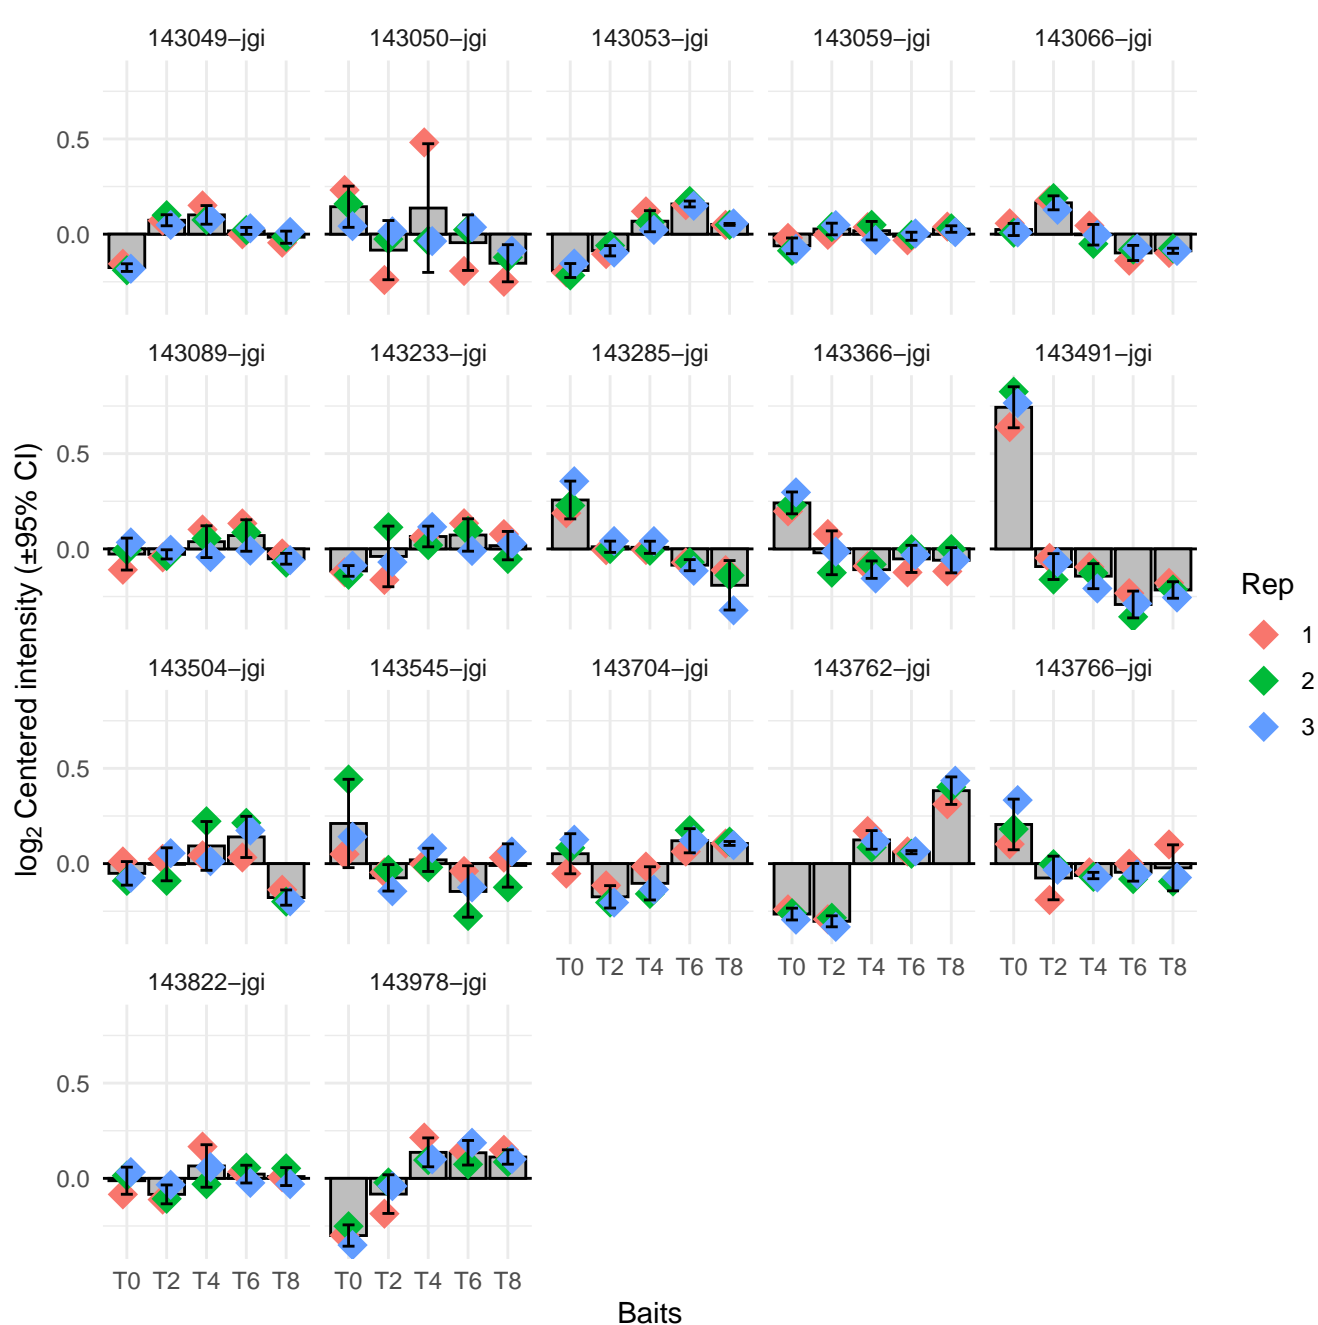 143049−jgi 143050−jgi 143053−jgi 143059−jgi 143066−jgi
0.5
0.0
143089−jgi 143233−jgi 143285−jgi 143366−jgi 143491−jgi
0.5
0.0
143504−jgi 143545−jgi 143704−jgi 143762−jgi 143766−jgi
0.5
0.0
T0 T2 T4 T6 T8 T0 T2 T4 T6 T8 T0 T2 T4 T6 T8
143822−jgi 143978−jgi
0.5
0.0
T0 T2 T4 T6 T8 T0 T2 T4 T6 T8
Baits
log₂ Centered intensity (±95% CI)
Rep
1
2
3